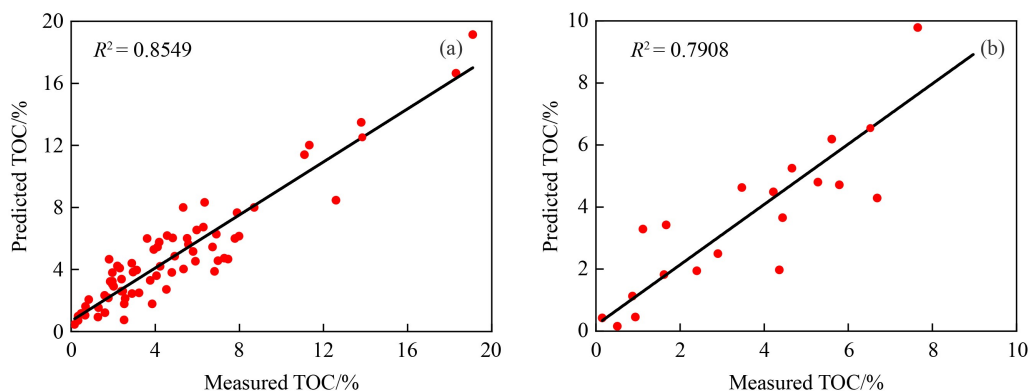 20
16
12
8
4
0
0 4 8 12 16 20
R² = 0.8549
(a)
Predicted TOC/%
Measured TOC/%
10
8
6
4
2
0
0 2 4 6 8 10
R² = 0.7908
(b)
Predicted TOC/%
Measured TOC/%